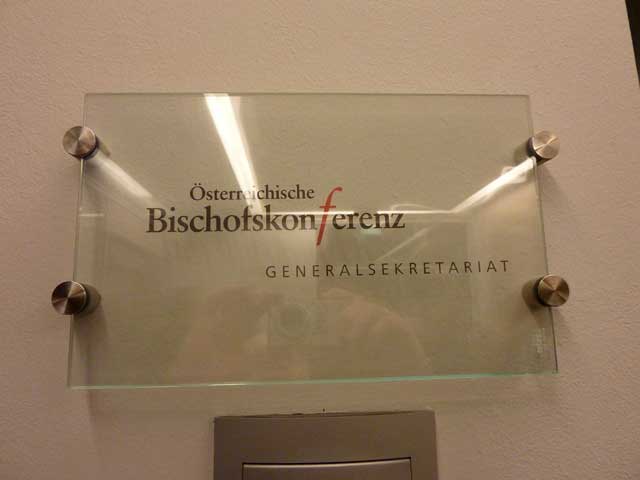 Österreichische
Bischofskonferenz
GENERALSEKRETARIAT